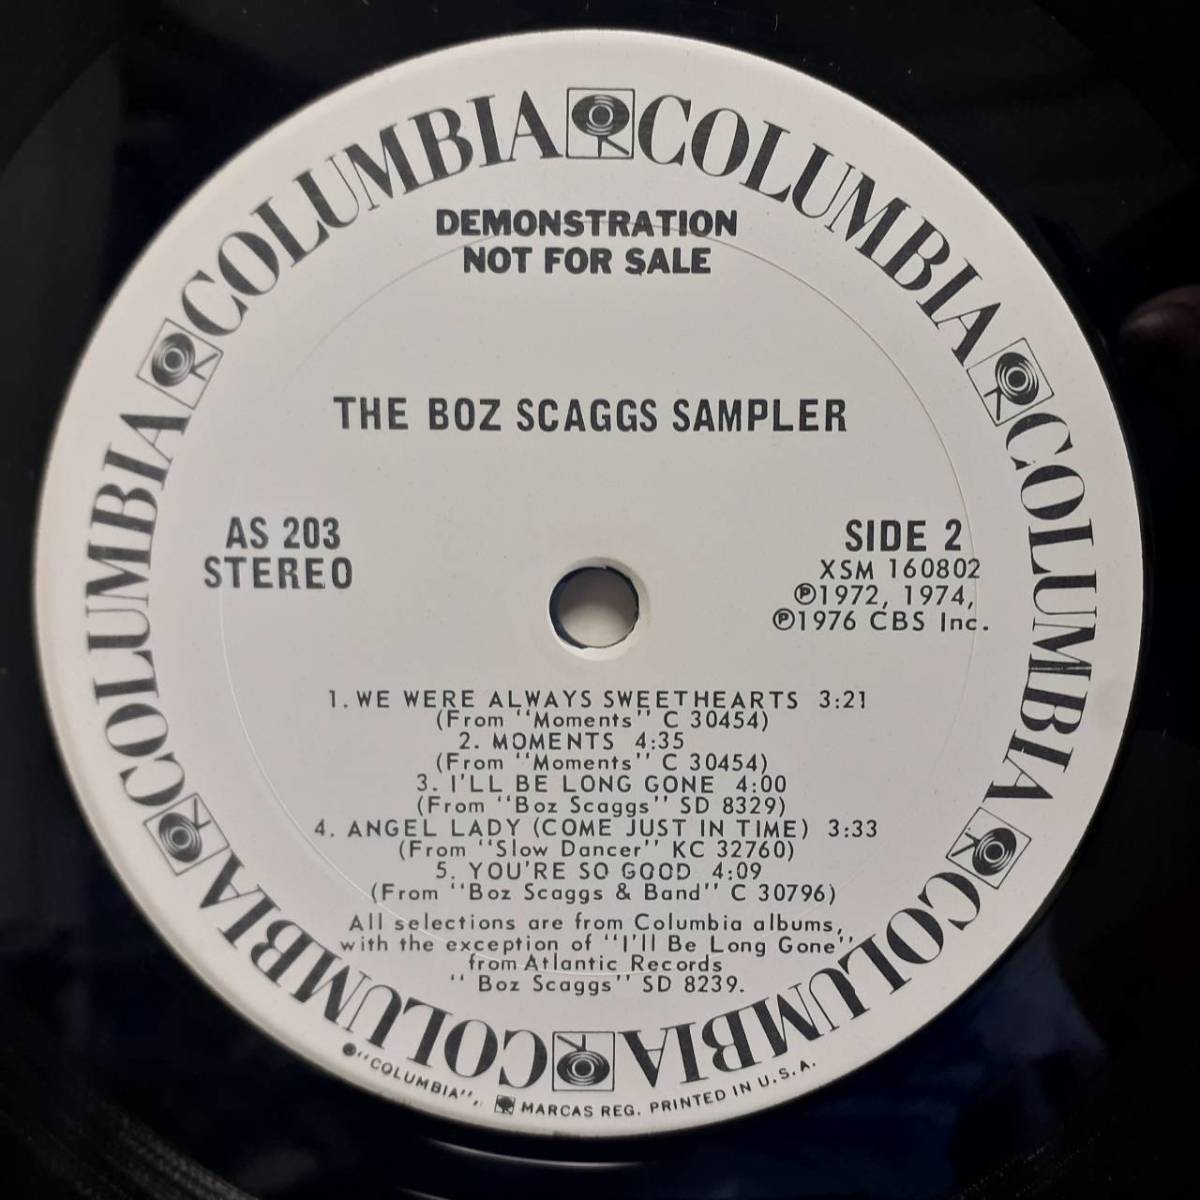 COLUMBIA COLUMBIA COLUMBIA COLUMBIA COLUMBIA COLUMBIA
DEMONSTRATION
NOT FOR SALE
THE BOZ SCAGGS SAMPLER
AS 203
STEREO
SIDE 2
XSM 160802
Ⓟ1972, 1974,
Ⓟ1976 CBS Inc.
1. WE WERE ALWAYS SWEETHEARTS 3:21
(From "Moments" C 30454)
2. MOMENTS 4:35
(From "Moments" C 30454)
3. I'LL BE LONG GONE 4:00
(From "Boz Scaggs" SD 8329)
4. ANGEL LADY (COME JUST IN TIME) 3:33
(From "Slow Dancer" KC 32760)
5. YOU'RE SO GOOD 4:09
(From "Boz Scaggs & Band" C 30796)
All selections are from Columbia albums,
with the exception of "I'll Be Long Gone"
from Atlantic Records
" Boz Scaggs" SD 8239.
●"COLUMBIA", MARCAS REG. PRINTED IN U.S.A.